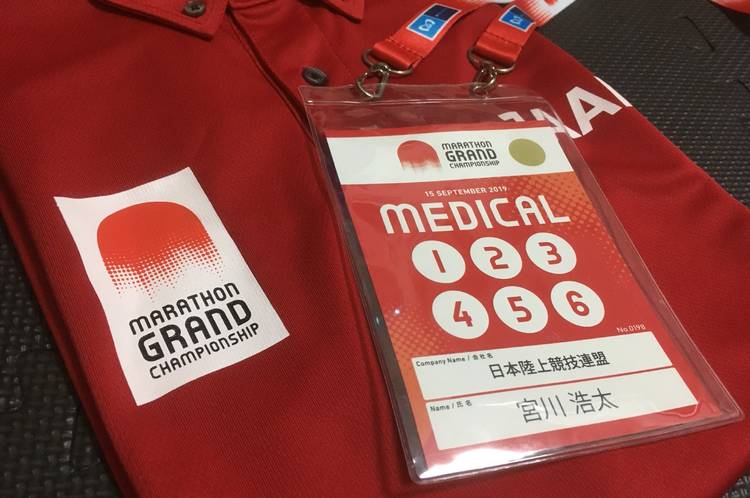 MARATHON
GRAND
CHAMPIONSHIP
MARATHON
GRAND
CHAMPIONSHIP
15 SEPTEMBER 2019
MEDICAL
1 2 3
4 5 6
No.0198
Company Name / 会社名
日本陸上競技連盟
Name / 氏名
宮川 浩太